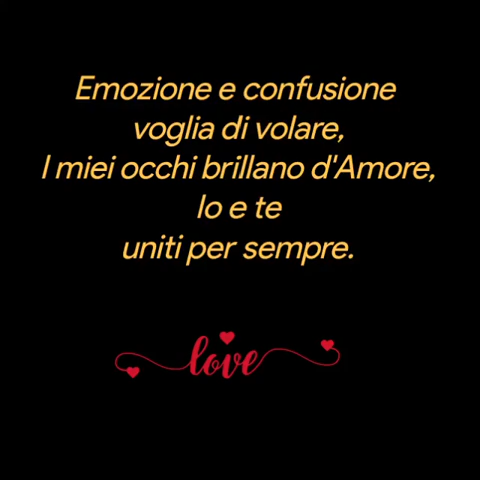 Emozione e confusione
voglia di volare,
I miei occhi brillano d'Amore,
Io e te
uniti per sempre.
love